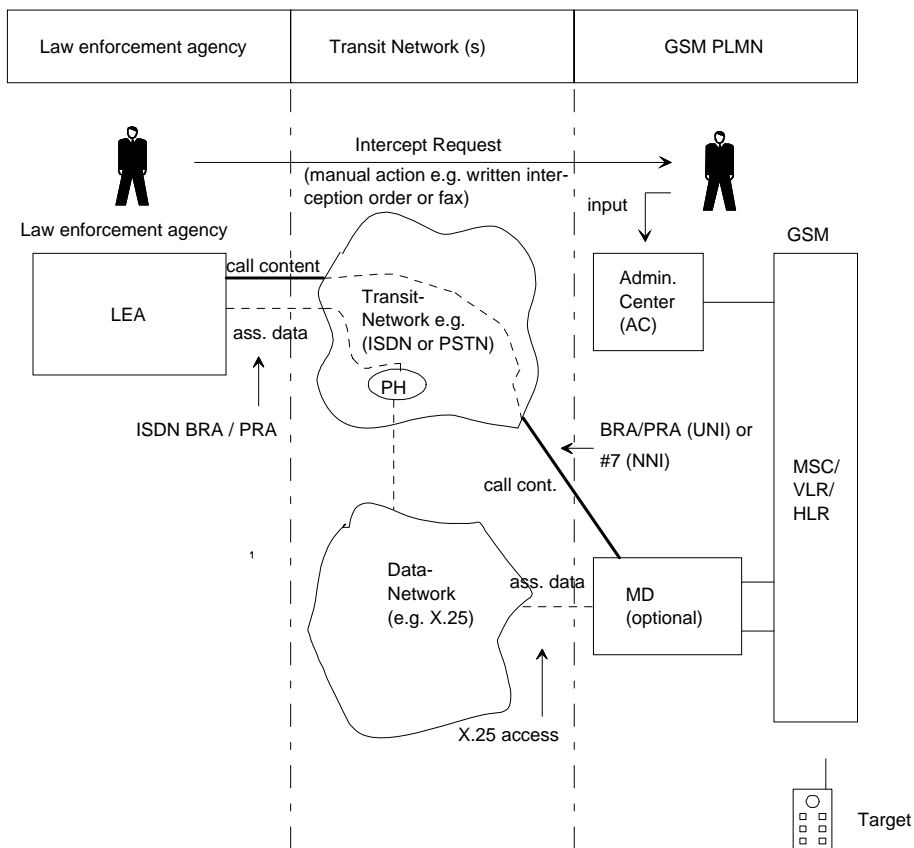 Law enforcement agency
Transit Network (s)
GSM PLMN
Intercept Request
(manual action e.g. written inter-
ception order or fax)
input
Law enforcement agency
GSM
call content
LEA
Transit-
Network e.g.
(ISDN or PSTN)
Admin.
Center
(AC)
ass. data
PH
ISDN BRA / PRA
BRA/PRA (UNI) or
#7 (NNI)
call cont.
MSC/
VLR/
HLR
1
Data-
Network
(e.g. X.25)
ass. data
MD
(optional)
X.25 access
Target